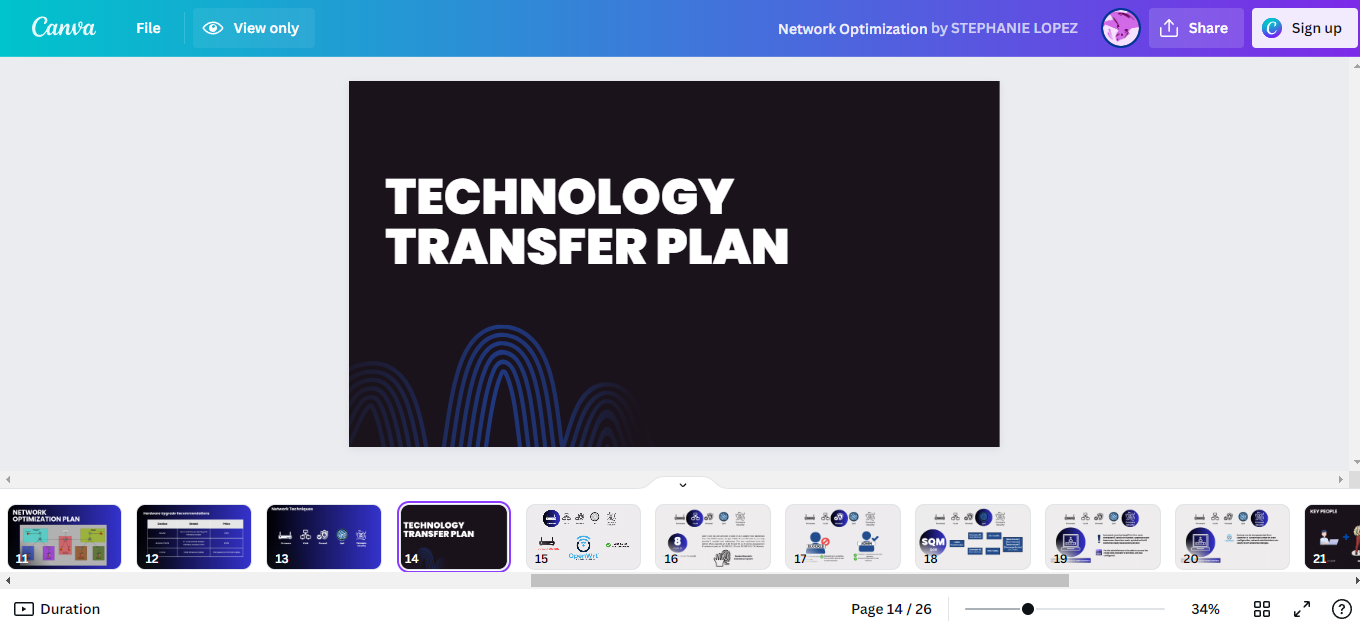 Canva
File
View only
Network Optimization by STEPHANIE LOPEZ
Share
Sign up
TECHNOLOGY
TRANSFER PLAN
NETWORK
OPTIMIZATION PLAN
11
Hardware Upgrade Recommendations
12
Network Techniques
13
TECHNOLOGY
TRANSFER PLAN
14
OpenWrt
15
8
16
17
SQM
18
19
20
KEY PEOPLE
21
Duration
Page 14 / 26
34%